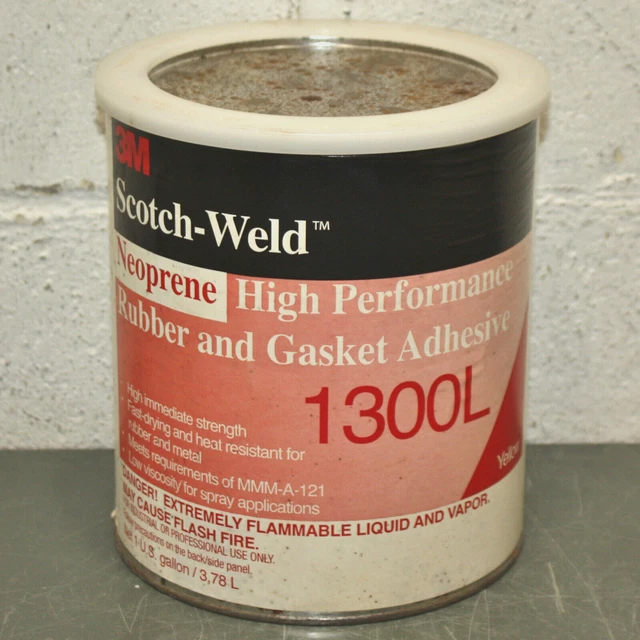 3M
Scotch-Weld™
Neoprene High Performance
Rubber and Gasket Adhesive
1300L
- High immediate strength
- Fast-drying and heat resistant for
rubber and metal
- Meets requirements of MMM-A-121
- Low viscosity for spray applications
Yellow
DANGER! EXTREMELY FLAMMABLE LIQUID AND VAPOR.
MAY CAUSE FLASH FIRE.
INDUSTRIAL OR PROFESSIONAL USE ONLY.
precautions on back/side panel.
1 U.S. gallon / 3,78 L